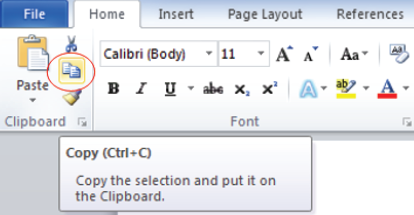 File Home Insert Page Layout References
Calibri (Body) 11 A A Aa
Paste
B I U abc x₂ x² A ab A
Clipboard Font
Copy (Ctrl+C)
Copy the selection and put it on
the Clipboard.